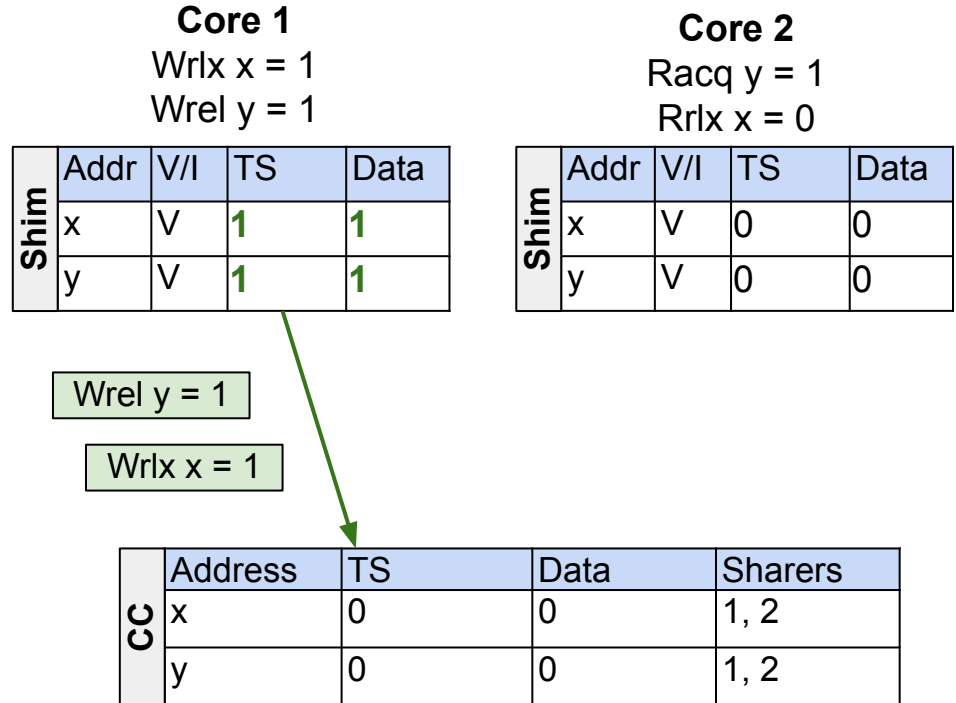 Core 1
Wrlx x = 1
Wrel y = 1
Core 2
Racq y = 1
Rrlx x = 0
Shim
Addr V/I TS Data
x V 1 1
y V 1 1
Shim
Addr V/I TS Data
x V 0 0
y V 0 0
Wrel y = 1
Wrlx x = 1
CC
Address TS Data Sharers
x 0 0 1, 2
y 0 0 1, 2